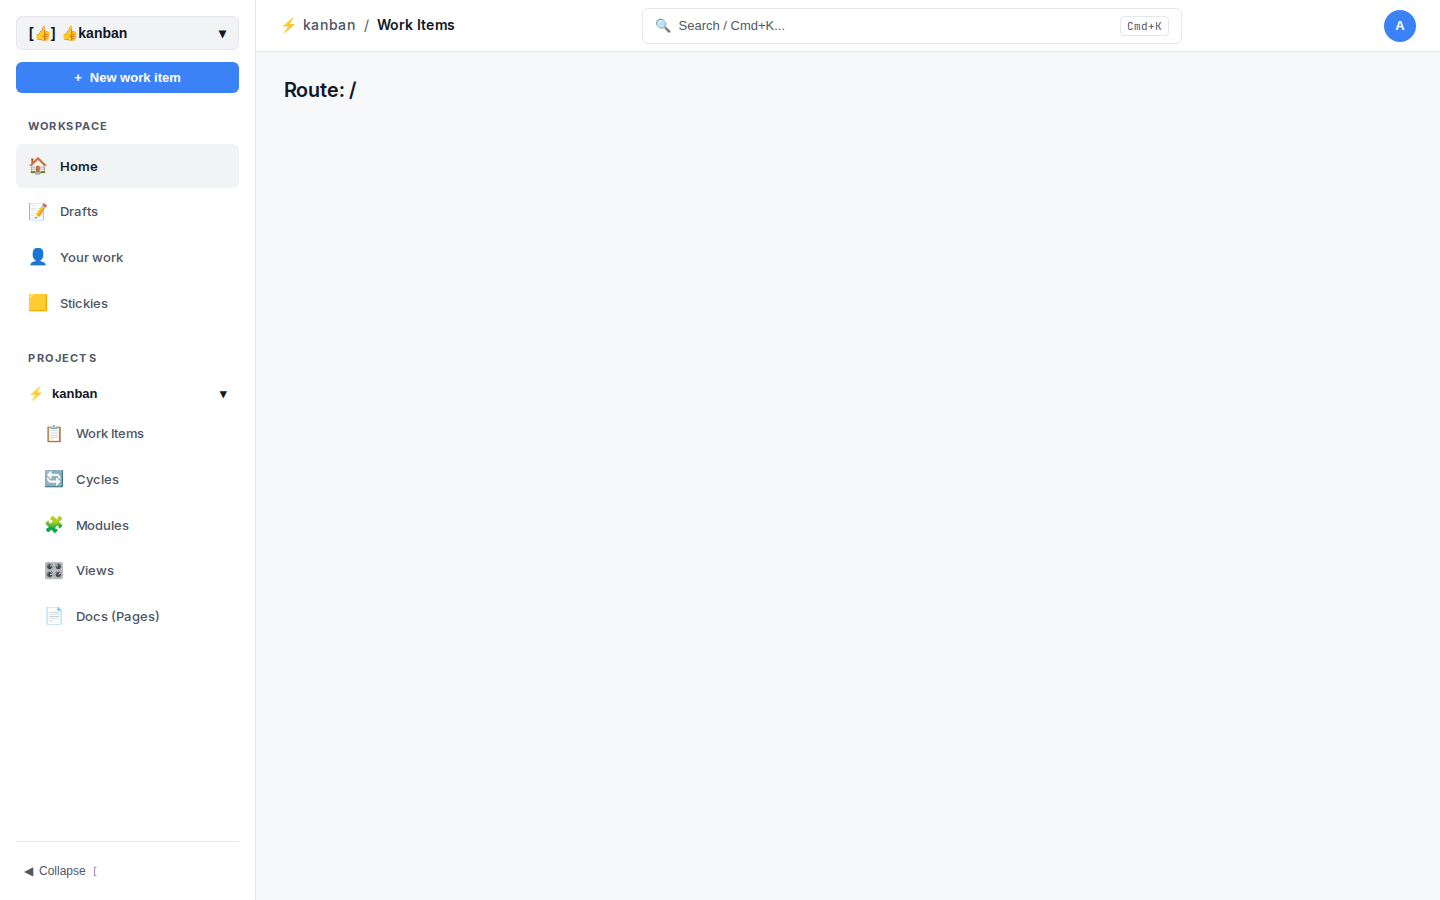 [👍] 👍kanban ▼
+ New work item
WORKSPACE
🏠 Home
📝 Drafts
👤 Your work
🟨 Stickies
PROJECTS
⚡ kanban ▼
📋 Work Items
🔄 Cycles
🧩 Modules
🎛️ Views
📄 Docs (Pages)
◀ Collapse [
⚡ kanban / Work Items
🔍 Search / Cmd+K... Cmd+K
A
Route: /